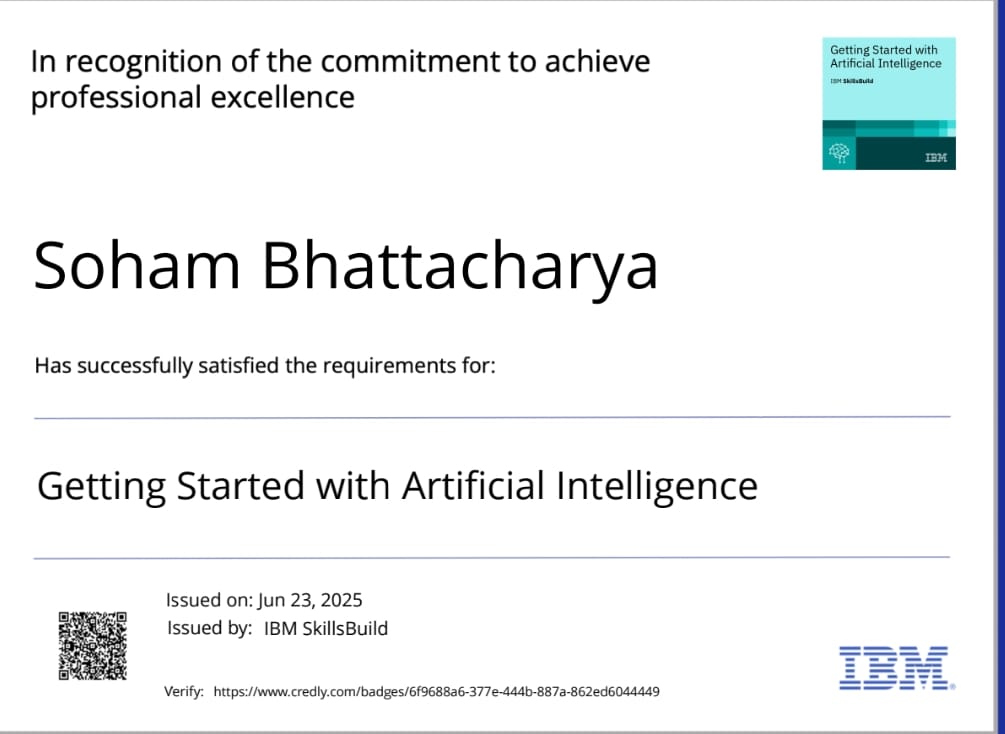 In recognition of the commitment to achieve
professional excellence
Getting Started with
Artificial Intelligence
IBM SkillsBuild
IBM
Soham Bhattacharya
Has successfully satisfied the requirements for:
Getting Started with Artificial Intelligence
Issued on: Jun 23, 2025
Issued by: IBM SkillsBuild
Verify: https://www.credly.com/badges/6f9688a6-377e-444b-887a-862ed6044449
IBM®